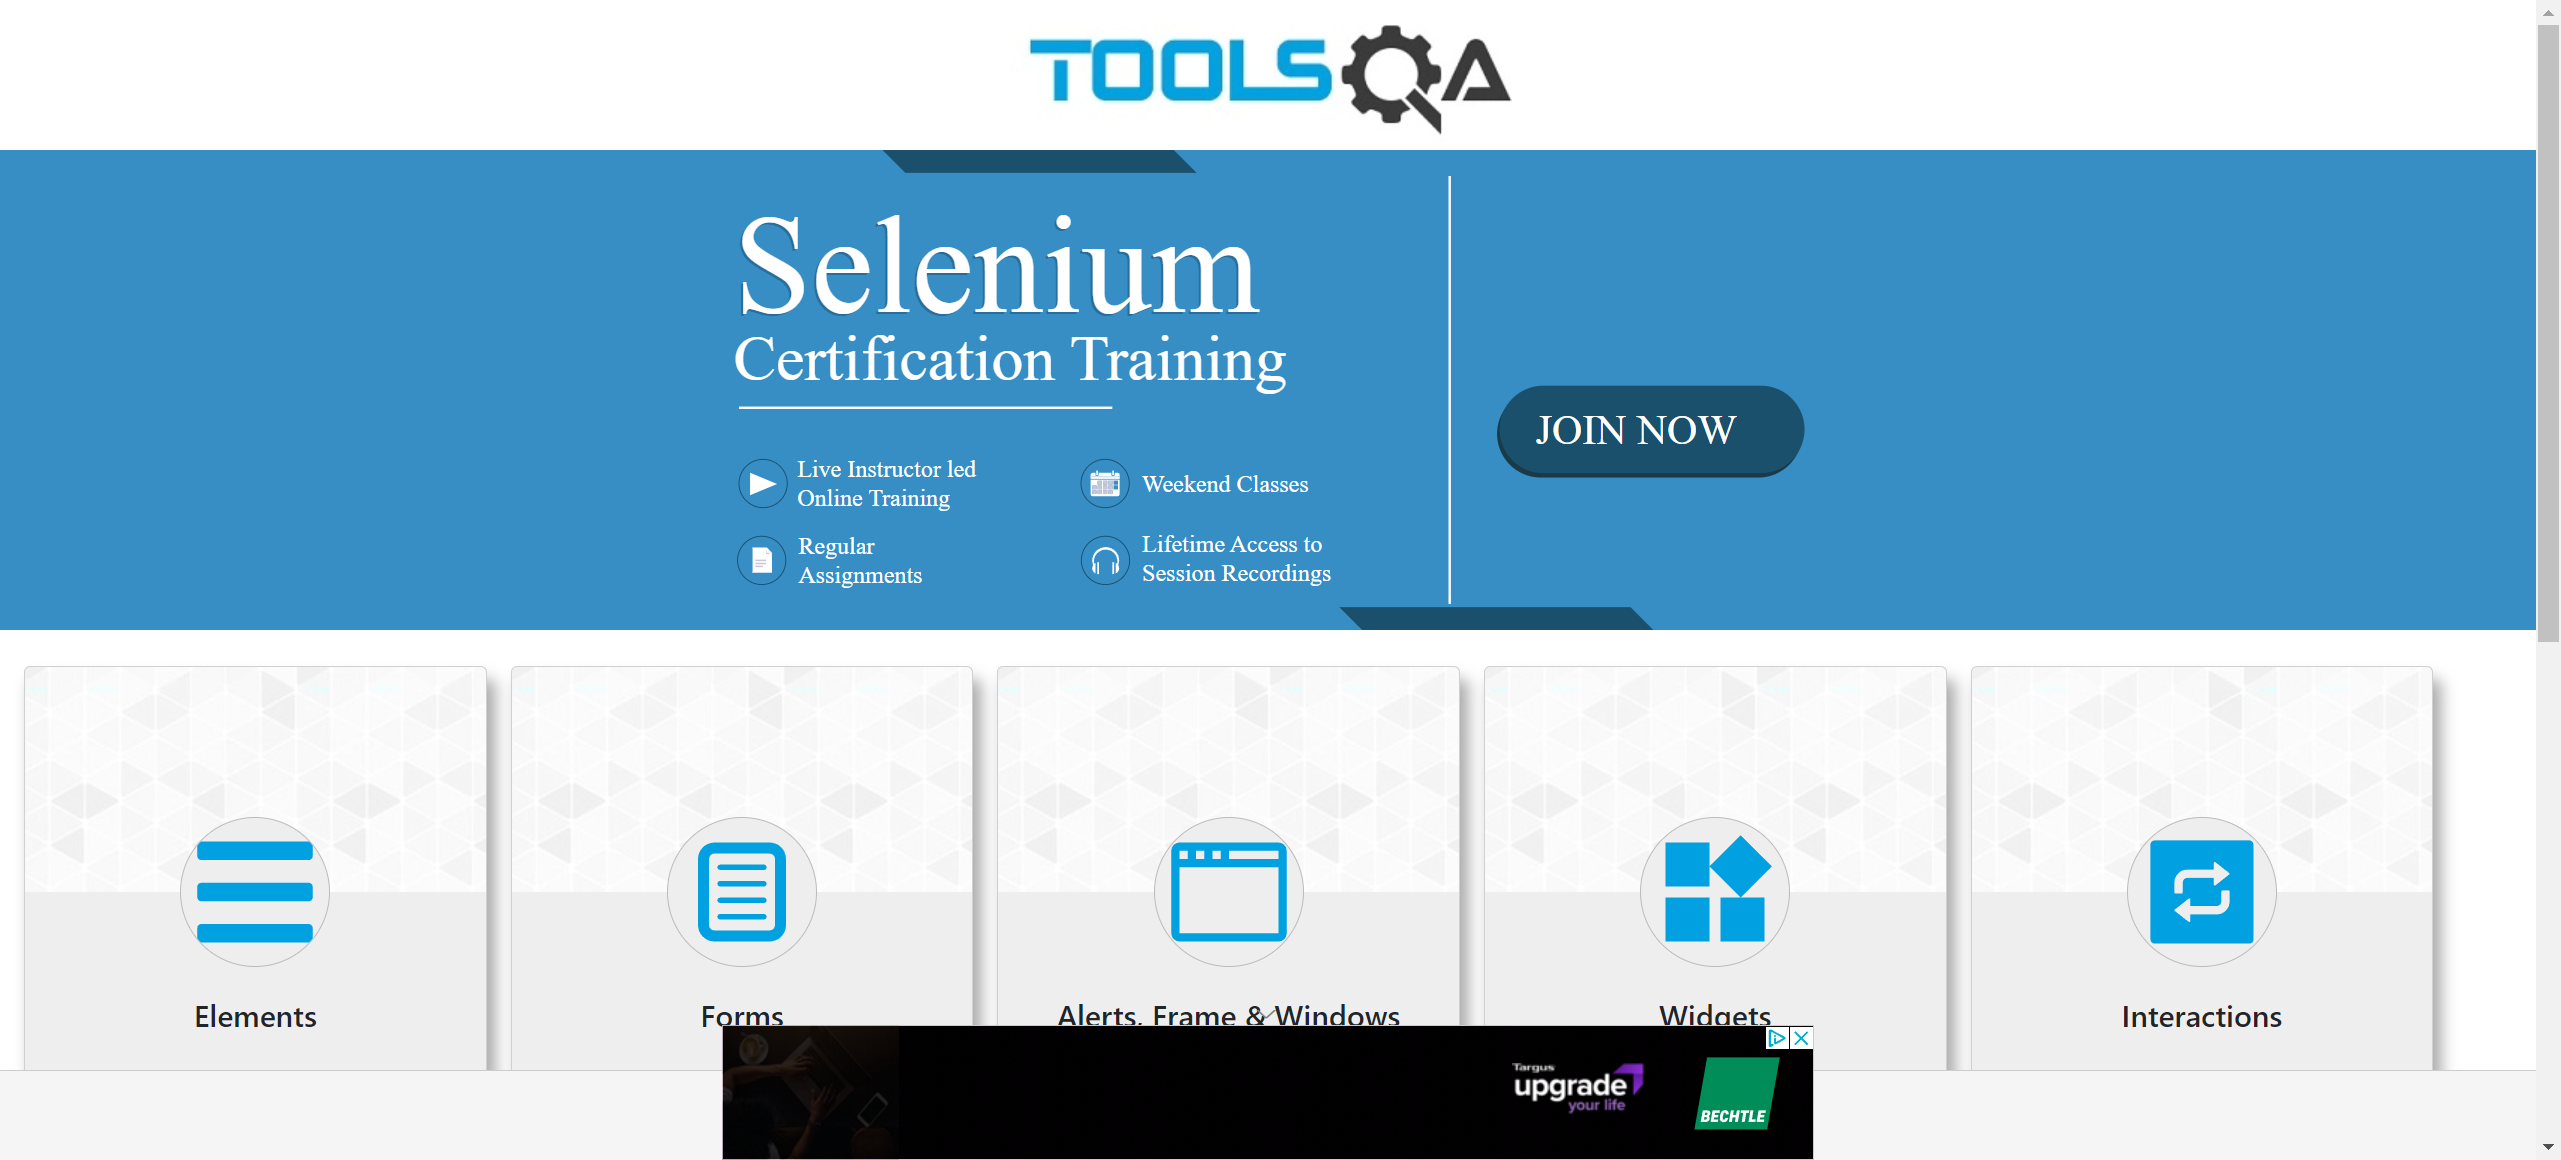 TOOLSQA
Selenium
Certification Training
JOIN NOW
Live Instructor led
Online Training
Weekend Classes
Regular
Assignments
Lifetime Access to
Session Recordings
Elements
Forms
Alerts, Frame & Windows
Widgets
Interactions
Targus
upgrade
your life
BECHTLE